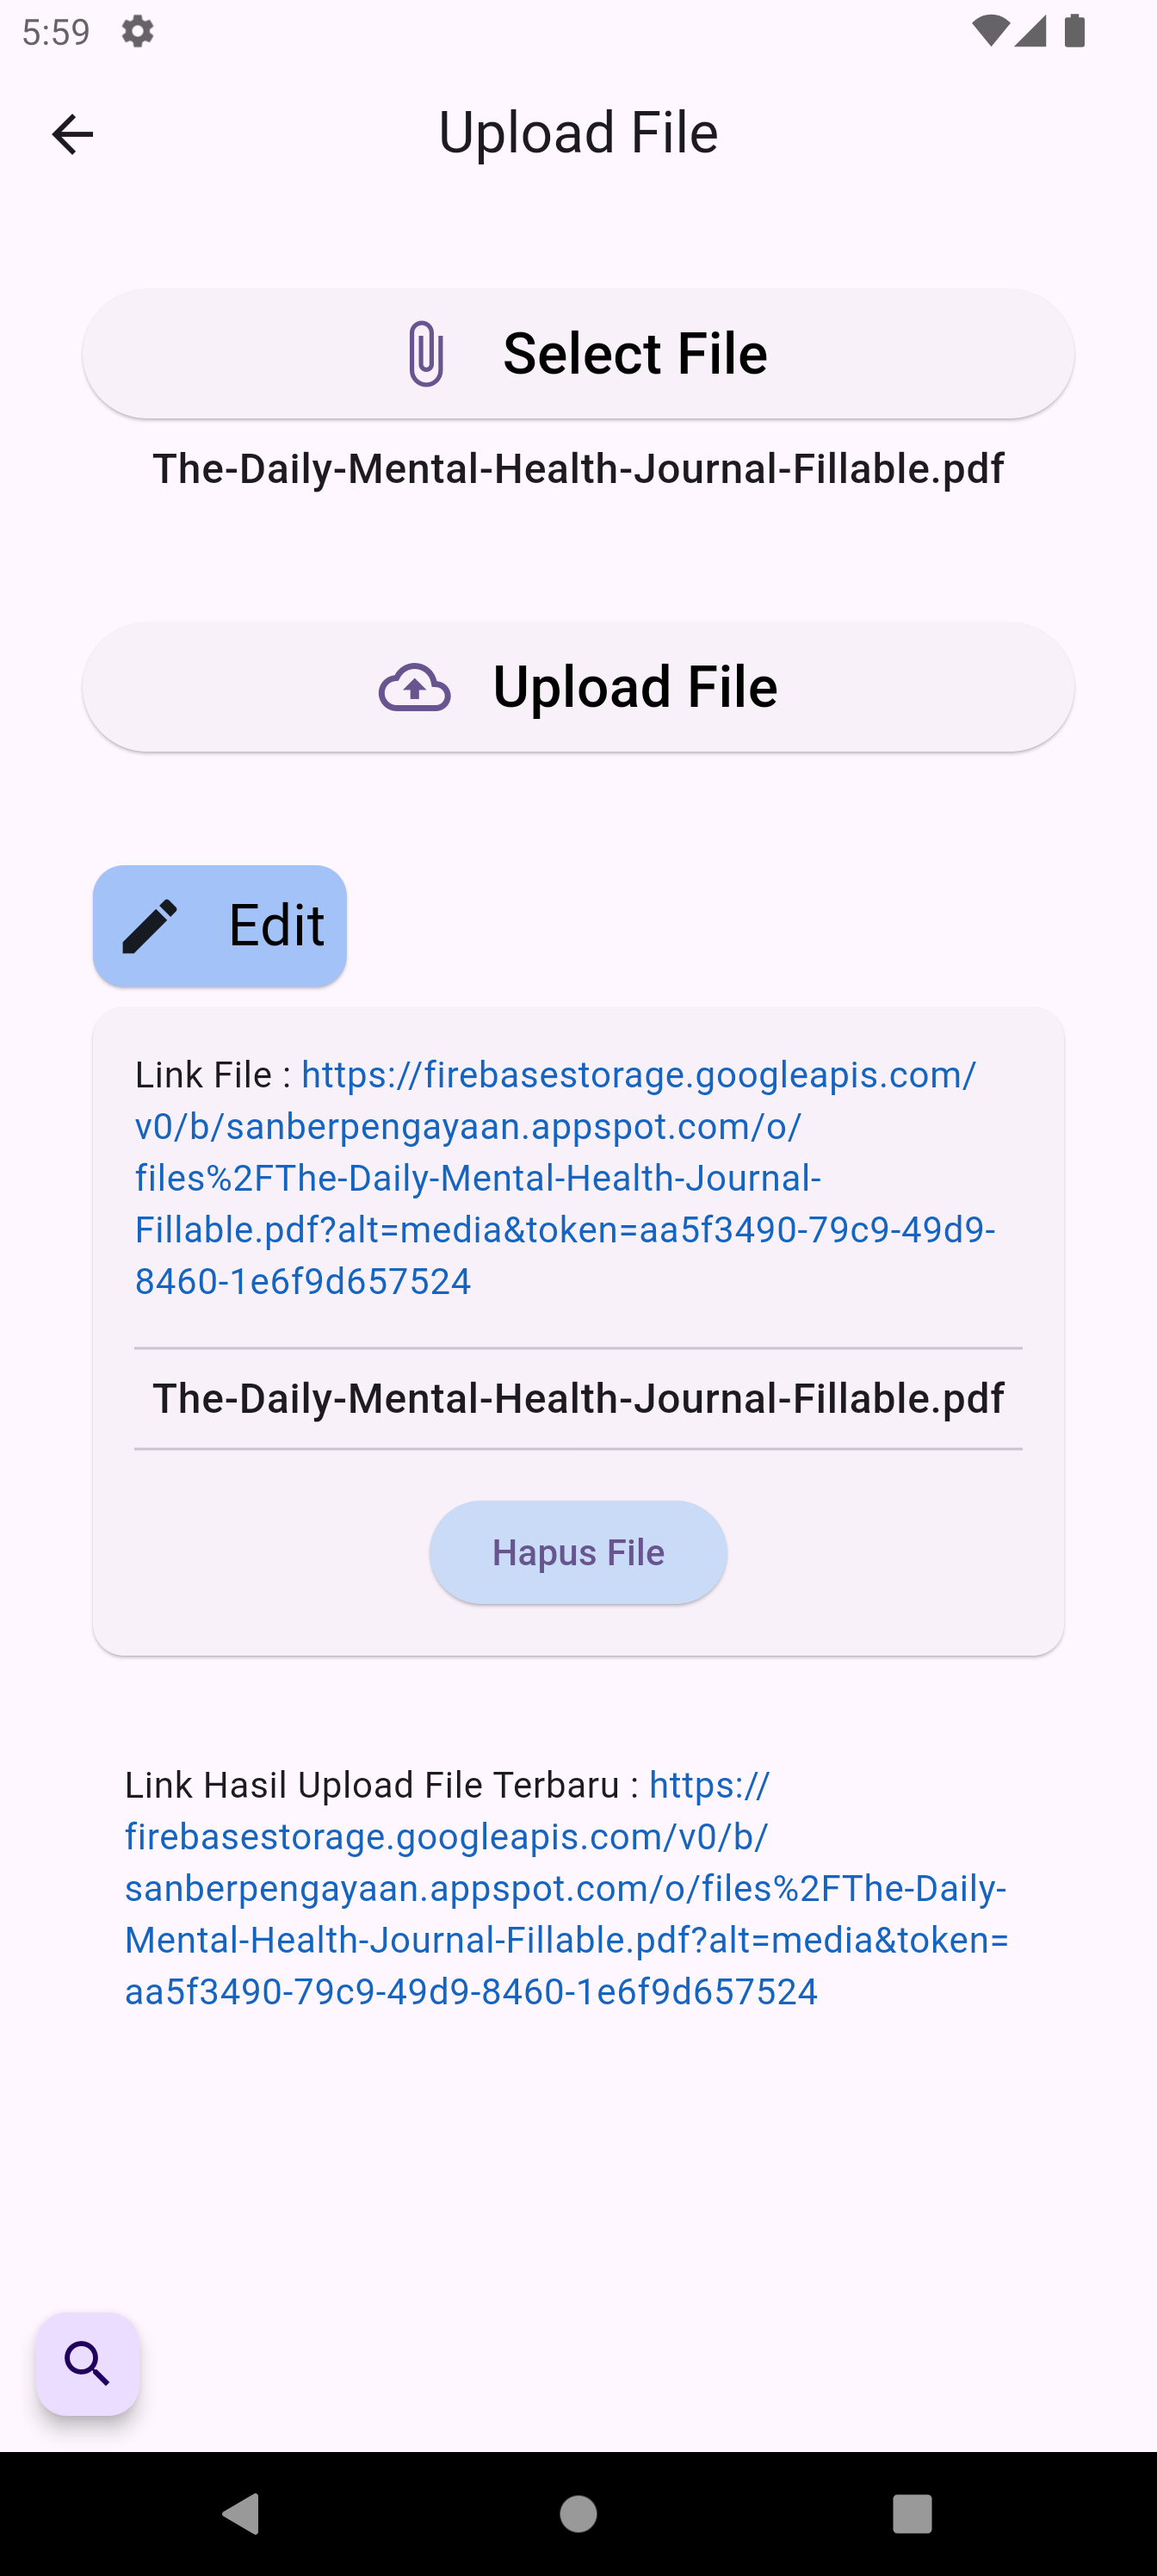 5:59
Upload File
Select File
The-Daily-Mental-Health-Journal-Fillable.pdf
Upload File
Edit
Link File : https://firebasestorage.googleapis.com/
v0/b/sanberpengayaan.appspot.com/o/
files%2FThe-Daily-Mental-Health-Journal-
Fillable.pdf?alt=media&token=aa5f3490-79c9-49d9-
8460-1e6f9d657524
The-Daily-Mental-Health-Journal-Fillable.pdf
Hapus File
Link Hasil Upload File Terbaru : https://
firebasestorage.googleapis.com/v0/b/
sanberpengayaan.appspot.com/o/files%2FThe-Daily-
Mental-Health-Journal-Fillable.pdf?alt=media&token=
aa5f3490-79c9-49d9-8460-1e6f9d657524